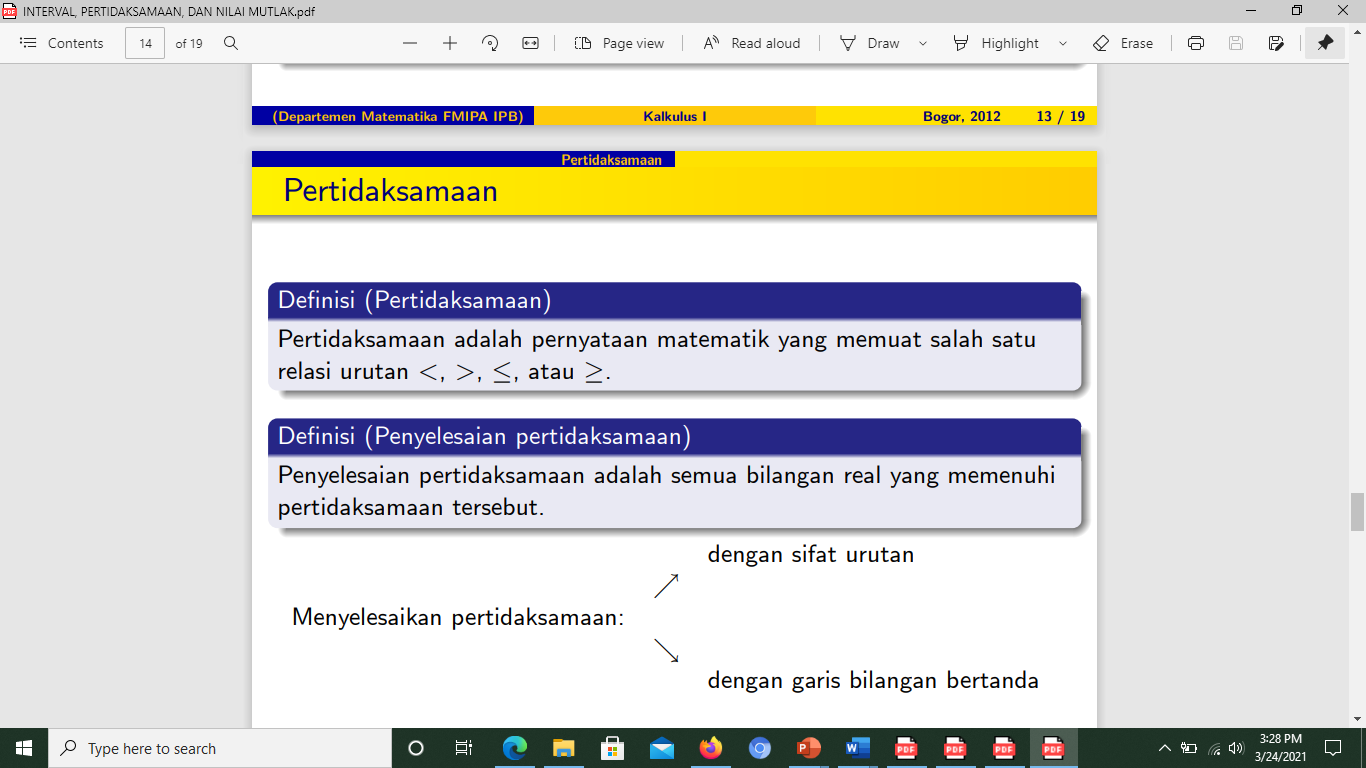 INTERVAL, PERTIDAKSAMAAN, DAN NILAI MUTLAK.pdf
Contents 14 of 19 Page view Read aloud Draw Highlight Erase
(Departemen Matematika FMIPA IPB) Kalkulus I Bogor, 2012 13 / 19
Pertidaksamaan
Pertidaksamaan
Definisi (Pertidaksamaan)
Pertidaksamaan adalah pernyataan matematik yang memuat salah satu
relasi urutan <, >, ≤, atau ≥.
Definisi (Penyelesaian pertidaksamaan)
Penyelesaian pertidaksamaan adalah semua bilangan real yang memenuhi
pertidaksamaan tersebut.
dengan sifat urutan
↗
Menyelesaikan pertidaksamaan:
↘
dengan garis bilangan bertanda
Type here to search
3:28 PM
3/24/2021